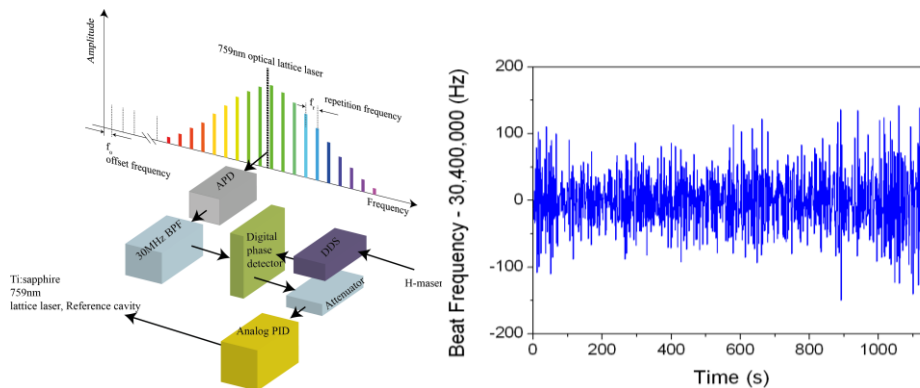 Amplitude
759nm optical lattice laser
f_r
repetition frequency
f_o
offset frequency
Frequency
APD
30MHz BPF
Digital
phase
detector
DDS
Attenuator
H-maser
Ti:sapphire
759nm
lattice laser, Reference cavity
Analog PID
Beat Frequency - 30,400,000 (Hz)
200
100
0
-100
-200
0
200
400
600
800
1000
Time (s)